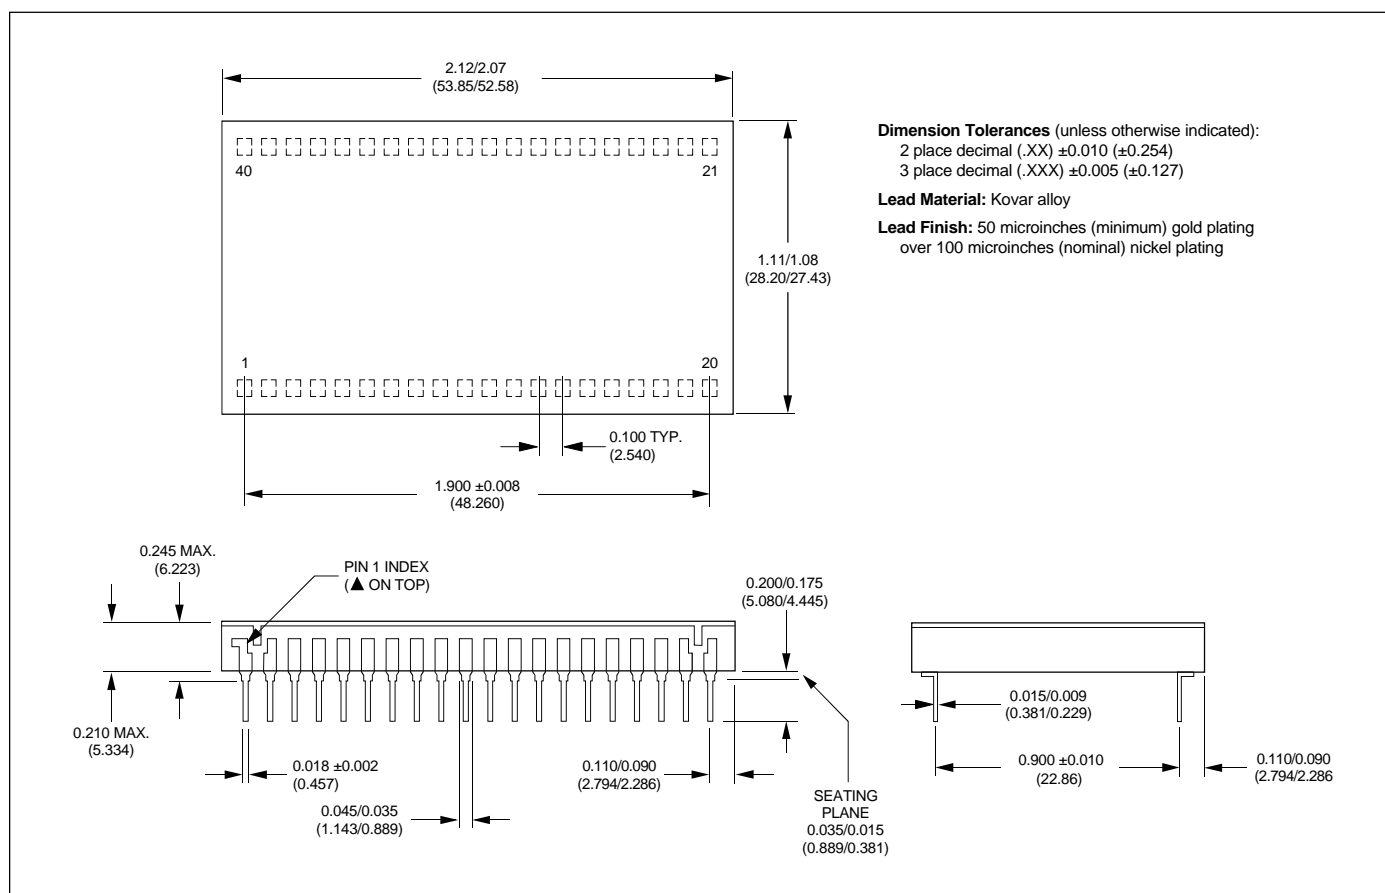 2.12/2.07
(53.85/52.58)
Dimension Tolerances (unless otherwise indicated):
2 place decimal (.XX) ±0.010 (±0.254)
3 place decimal (.XXX) ±0.005 (±0.127)
Lead Material: Kovar alloy
Lead Finish: 50 microinches (minimum) gold plating
over 100 microinches (nominal) nickel plating
40
21
1.11/1.08
(28.20/27.43)
1
20
0.100 TYP.
(2.540)
1.900 ±0.008
(48.260)
0.245 MAX.
(6.223)
PIN 1 INDEX
(▲ ON TOP)
0.200/0.175
(5.080/4.445)
0.210 MAX.
(5.334)
0.018 ±0.002
(0.457)
0.110/0.090
(2.794/2.286)
0.045/0.035
(1.143/0.889)
SEATING
PLANE
0.035/0.015
(0.889/0.381)
0.015/0.009
(0.381/0.229)
0.900 ±0.010
(22.86)
0.110/0.090
(2.794/2.286